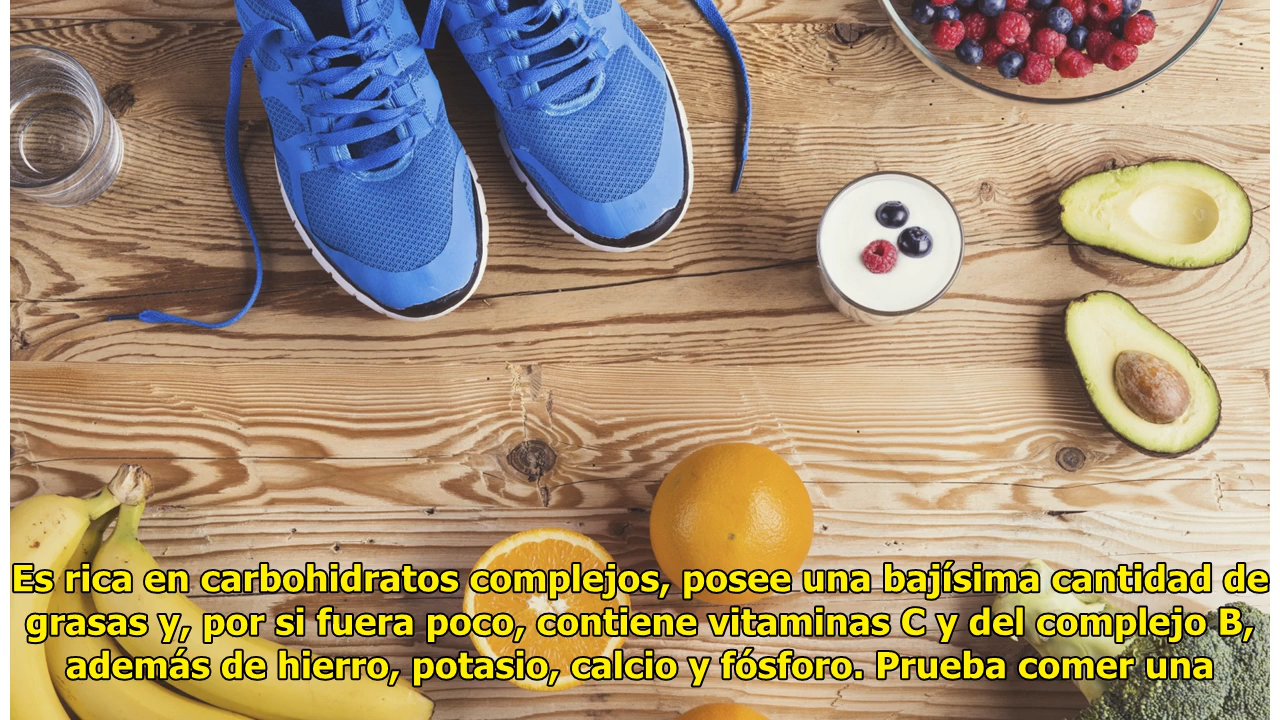 Es rica en carbohidratos complejos, posee una bajísima cantidad de
grasas y, por si fuera poco, contiene vitaminas C y del complejo B,
además de hierro, potasio, calcio y fósforo. Prueba comer una